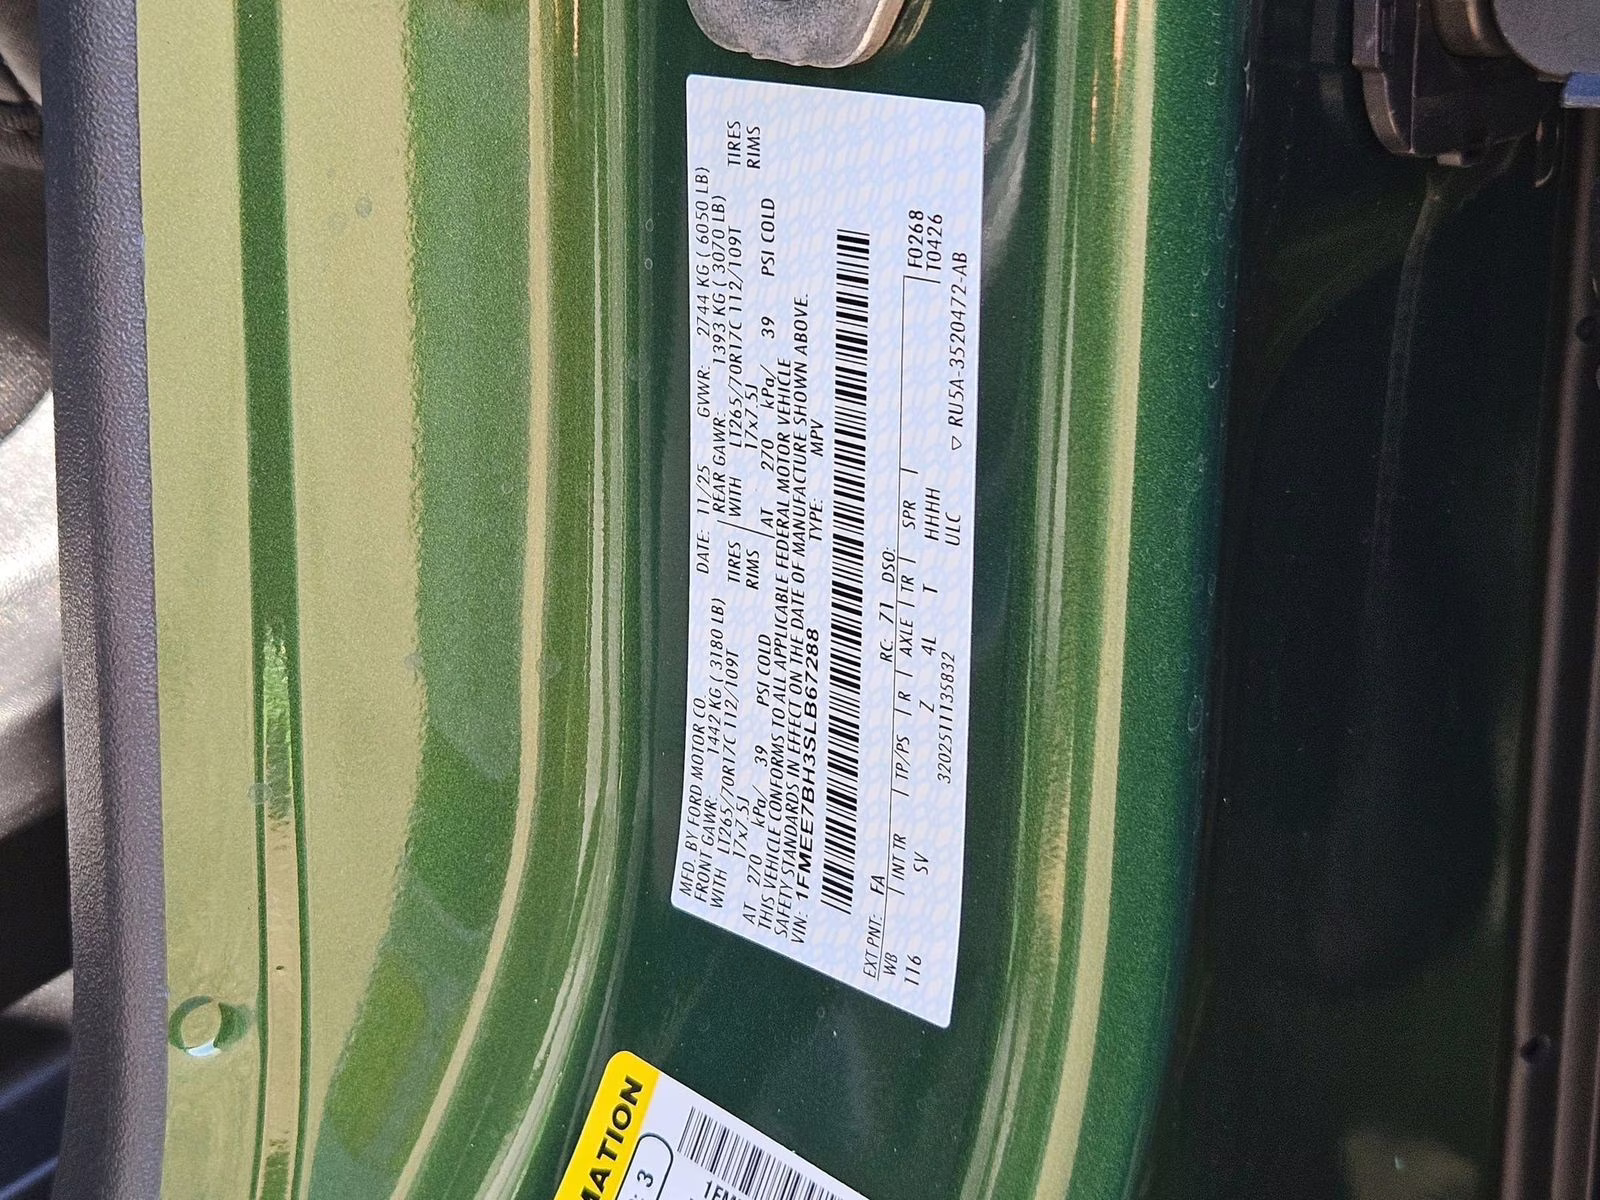 MFD. BY FORD MOTOR CO.
DATE: 11/25 GVWR: 2744 KG ( 6050 LB)
FRONT GAWR: 1442 KG ( 3180 LB) REAR GAWR: 1393 KG ( 3070 LB)
WITH LT265/70R17C 112/109T TIRES WITH LT265/70R17C 112/109T TIRES
17x7.5J RIMS 17x7.5J RIMS
AT 270 kPa/ 39 PSI COLD AT 270 kPa/ 39 PSI COLD
THIS VEHICLE CONFORMS TO ALL APPLICABLE FEDERAL MOTOR VEHICLE
SAFETY STANDARDS IN EFFECT ON THE DATE OF MANUFACTURE SHOWN ABOVE.
VIN: 1FMEE7BH3SLB67288 TYPE: MPV
EXT PNT: FA RC: 71 DSO:
WB INT TR TP/PS R AXLE TR SPR F0268
116 SV Z 4L T HHHH T0426
3202511135832 ULC ▽ RU5A-3520472-AB
MATION
3